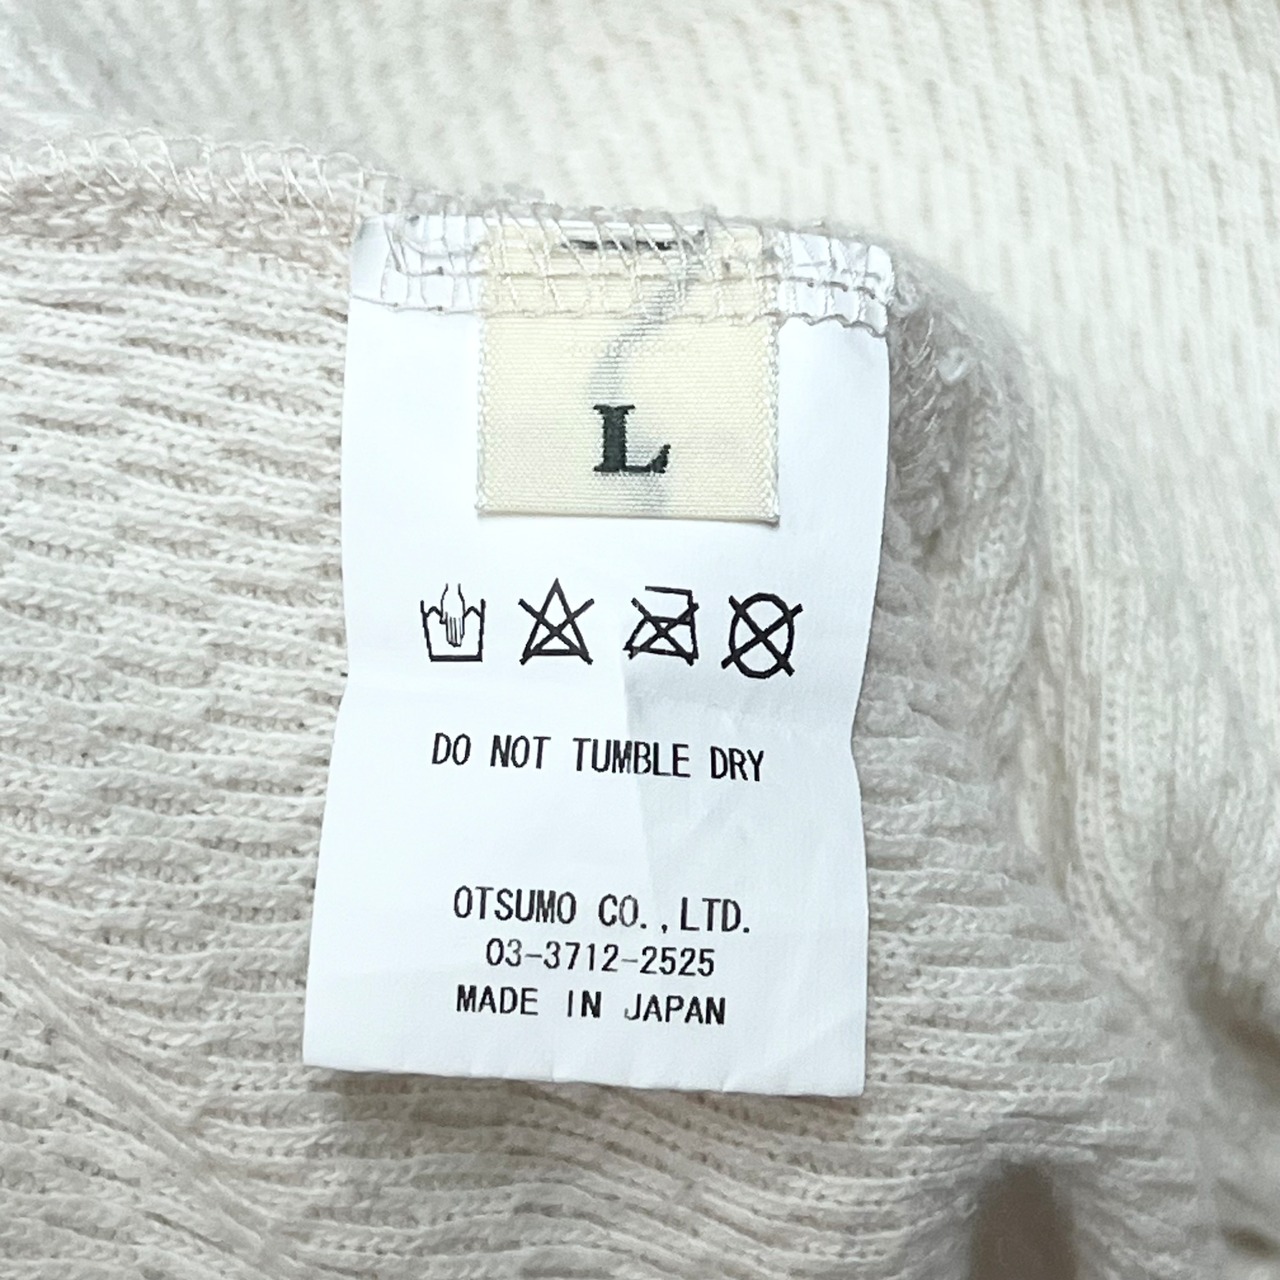 L
DO NOT TUMBLE DRY
OTSUMO CO.,LTD.
03-3712-2525
MADE IN JAPAN